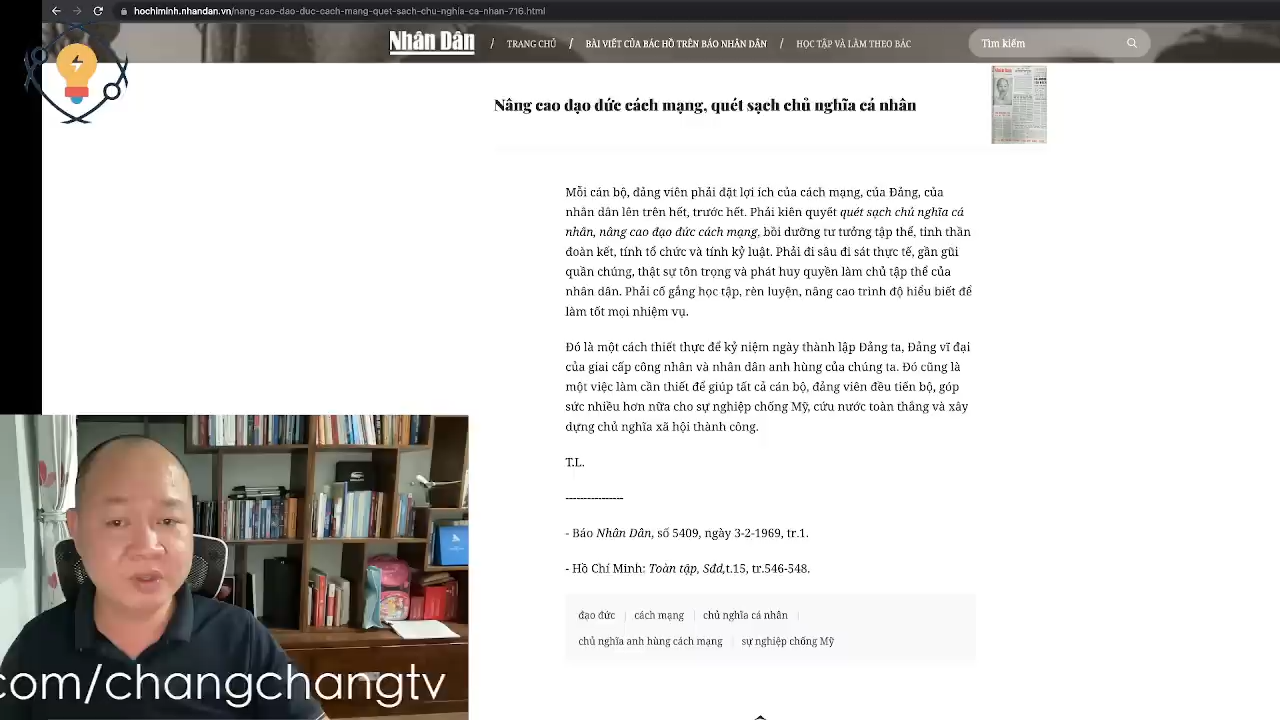 hochiminh.nhandan.vn/nang-cao-dao-duc-cach-mang-quet-sach-chu-nghia-ca-nhan-716.html
Nhân Dân / TRANG CHỦ / BÀI VIẾT CỦA BÁC HỒ TRÊN BÁO NHÂN DÂN / HỌC TẬP VÀ LÀM THEO BÁC Tìm kiếm
Nâng cao đạo đức cách mạng, quét sạch chủ nghĩa cá nhân
Mỗi cán bộ, đảng viên phải đặt lợi ích của cách mạng, của Đảng, của
nhân dân lên trên hết, trước hết. Phải kiên quyết quét sạch chủ nghĩa cá
nhân, nâng cao đạo đức cách mạng, bồi dưỡng tư tưởng tập thể, tinh thần
đoàn kết, tính tổ chức và tính kỷ luật. Phải đi sâu đi sát thực tế, gần gũi
quần chúng, thật sự tôn trọng và phát huy quyền làm chủ tập thể của
nhân dân. Phải cố gắng học tập, rèn luyện, nâng cao trình độ hiểu biết để
làm tốt mọi nhiệm vụ.
Đó là một cách thiết thực để kỷ niệm ngày thành lập Đảng ta, Đảng vĩ đại
của giai cấp công nhân và nhân dân anh hùng của chúng ta. Đó cũng là
một việc làm cần thiết để giúp tất cả cán bộ, đảng viên đều tiến bộ, góp
sức nhiều hơn nữa cho sự nghiệp chống Mỹ, cứu nước toàn thắng và xây
dựng chủ nghĩa xã hội thành công.
T.L.
----------------
- Báo Nhân Dân, số 5409, ngày 3-2-1969, tr.1.
- Hồ Chí Minh: Toàn tập, Sđd,t.15, tr.546-548.
đạo đức | cách mạng | chủ nghĩa cá nhân |
chủ nghĩa anh hùng cách mạng | sự nghiệp chống Mỹ
com/changchangtv